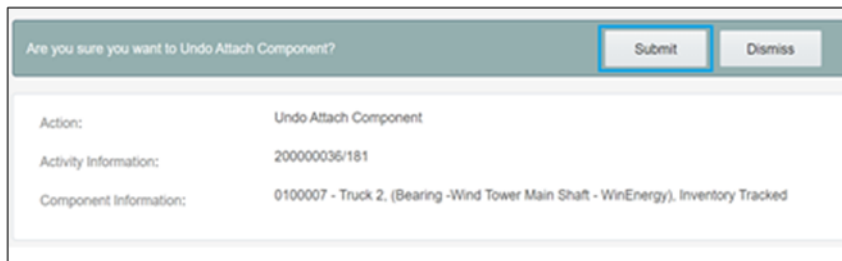 Are you sure you want to Undo Attach Component? Submit Dismiss
Action: Undo Attach Component
Activity Information: 200000036/181
Component Information: 0100007 - Truck 2, (Bearing -Wind Tower Main Shaft - WinEnergy), Inventory Tracked